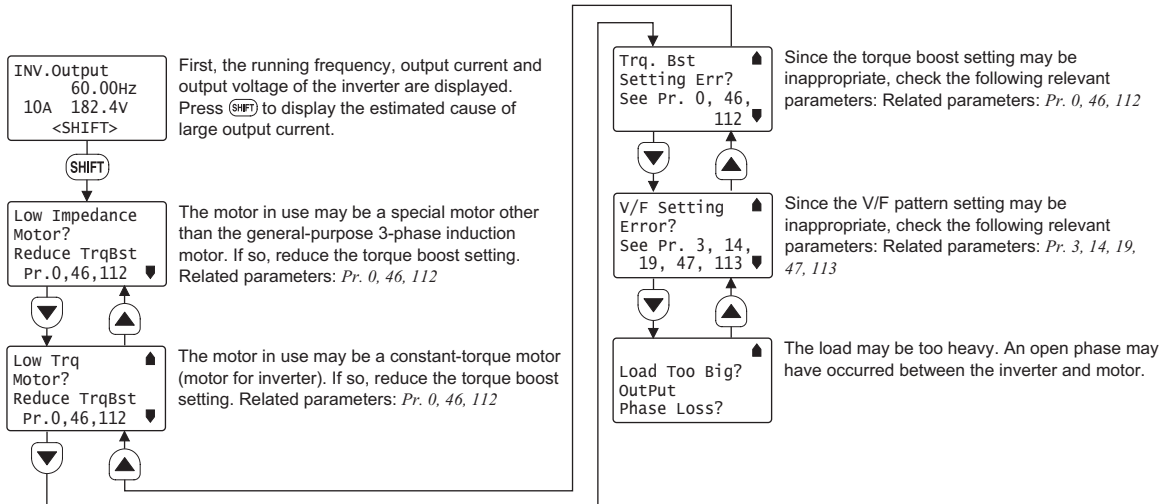 INV.Output
60.00Hz
10A 182.4v
<SHIFT>
First, the running frequency, output current and
output voltage of the inverter are displayed.
Press SHIFT to display the estimated cause of
large output current.
SHIFT
Low Impedance
Motor?
Reduce TrqBst
Pr.0,46,112
The motor in use may be a special motor other
than the general-purpose 3-phase induction
motor. If so, reduce the torque boost setting.
Related parameters: Pr. 0, 46, 112
Low Trq
Motor?
Reduce TrqBst
Pr.0,46,112
The motor in use may be a constant-torque motor
(motor for inverter). If so, reduce the torque boost
setting. Related parameters: Pr. 0, 46, 112
Trq. Bst
Setting Err?
See Pr. 0, 46,
112
Since the torque boost setting may be
inappropriate, check the following relevant
parameters: Related parameters: Pr. 0, 46, 112
V/F Setting
Error?
See Pr. 3, 14,
19, 47, 113
Since the V/F pattern setting may be
inappropriate, check the following relevant
parameters: Related parameters: Pr. 3, 14, 19,
47, 113
Load Too Big?
OutPut
Phase Loss?
The load may be too heavy. An open phase may
have occurred between the inverter and motor.